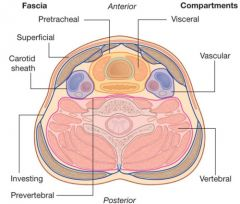 Fascia
Anterior
Compartments
Pretracheal
Visceral
Superficial
Carotid
sheath
Vascular
Investing
Vertebral
Prevertebral
Posterior